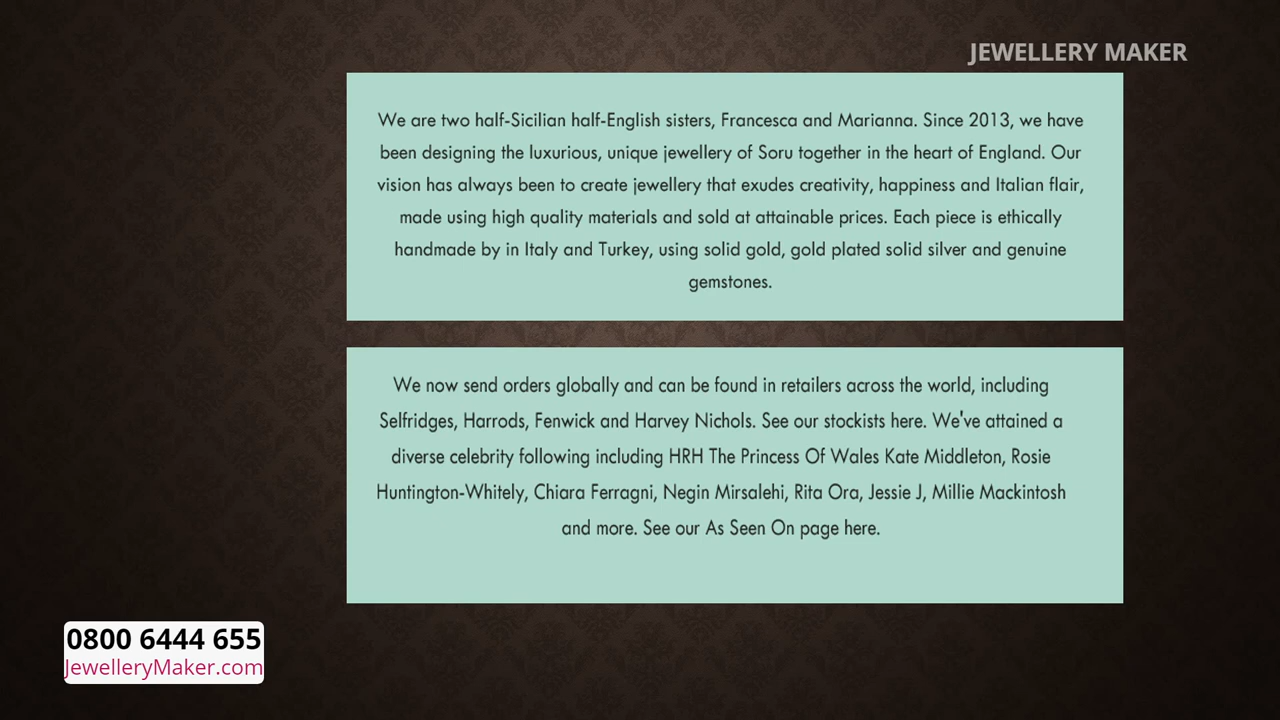 JEWELLERY MAKER
We are two half-Sicilian half-English sisters, Francesca and Marianna. Since 2013, we have
been designing the luxurious, unique jewellery of Soru together in the heart of England. Our
vision has always been to create jewellery that exudes creativity, happiness and Italian flair,
made using high quality materials and sold at attainable prices. Each piece is ethically
handmade by in Italy and Turkey, using solid gold, gold plated solid silver and genuine
gemstones.
We now send orders globally and can be found in retailers across the world, including
Selfridges, Harrods, Fenwick and Harvey Nichols. See our stockists here. We've attained a
diverse celebrity following including HRH The Princess Of Wales Kate Middleton, Rosie
Huntington-Whitely, Chiara Ferragni, Negin Mirsalehi, Rita Ora, Jessie J, Millie Mackintosh
and more. See our As Seen On page here.
0800 6444 655
JewelleryMaker.com